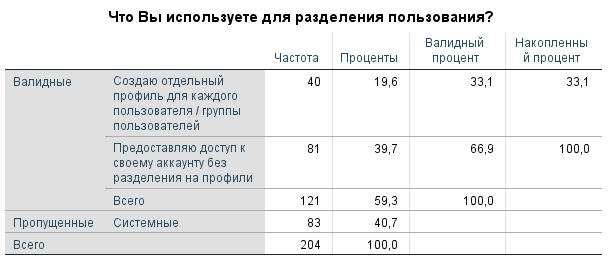 Что Вы используете для разделения пользования?
Частота Проценты Валидный процент Накопленны й процент
Валидные Создаю отдельный профиль для каждого пользователя / группы пользователей 40 19,6 33,1 33,1
Предоставляю доступ к своему аккаунту без разделения на профили 81 39,7 66,9 100,0
Всего 121 59,3 100,0
Пропущенные Системные 83 40,7
Всего 204 100,0